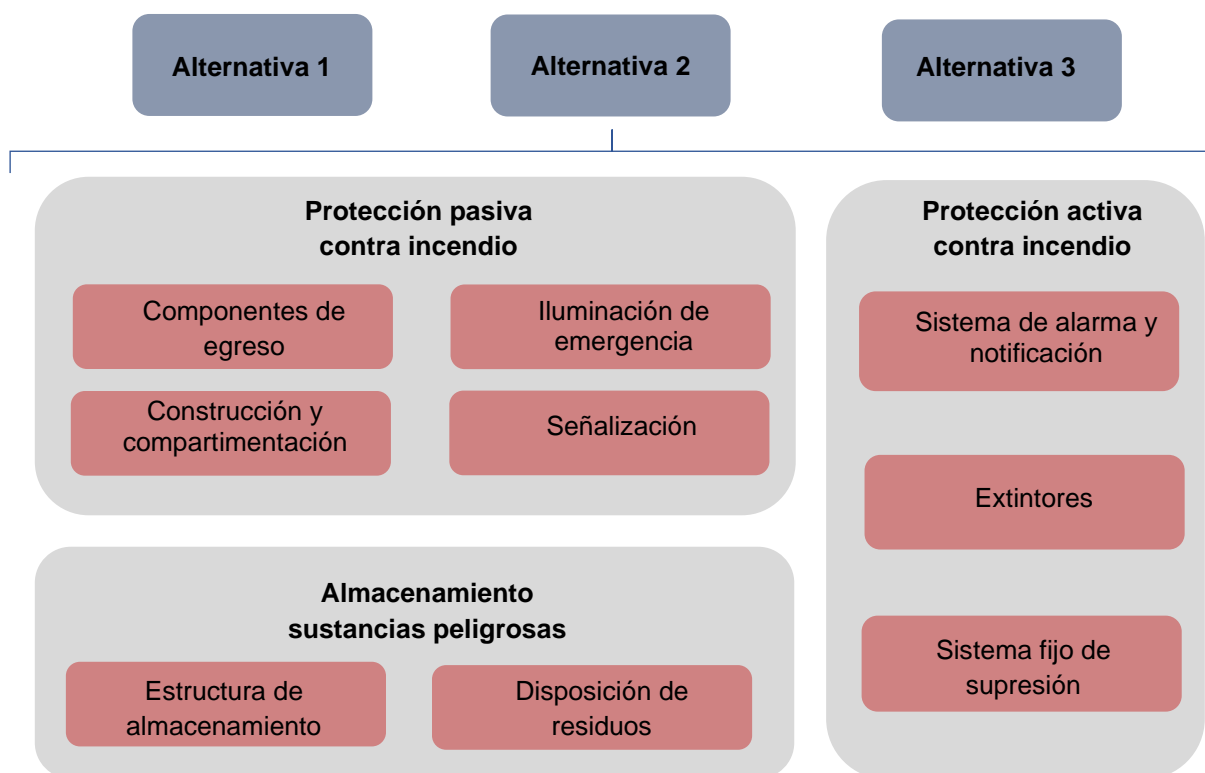 Alternativa 1
Alternativa 2
Alternativa 3
Protección pasiva
contra incendio
Componentes de
egreso
Iluminación de
emergencia
Construcción y
compartimentación
Señalización
Almacenamiento
sustancias peligrosas
Estructura de
almacenamiento
Disposición de
residuos
Protección activa
contra incendio
Sistema de alarma y
notificación
Extintores
Sistema fijo de
supresión